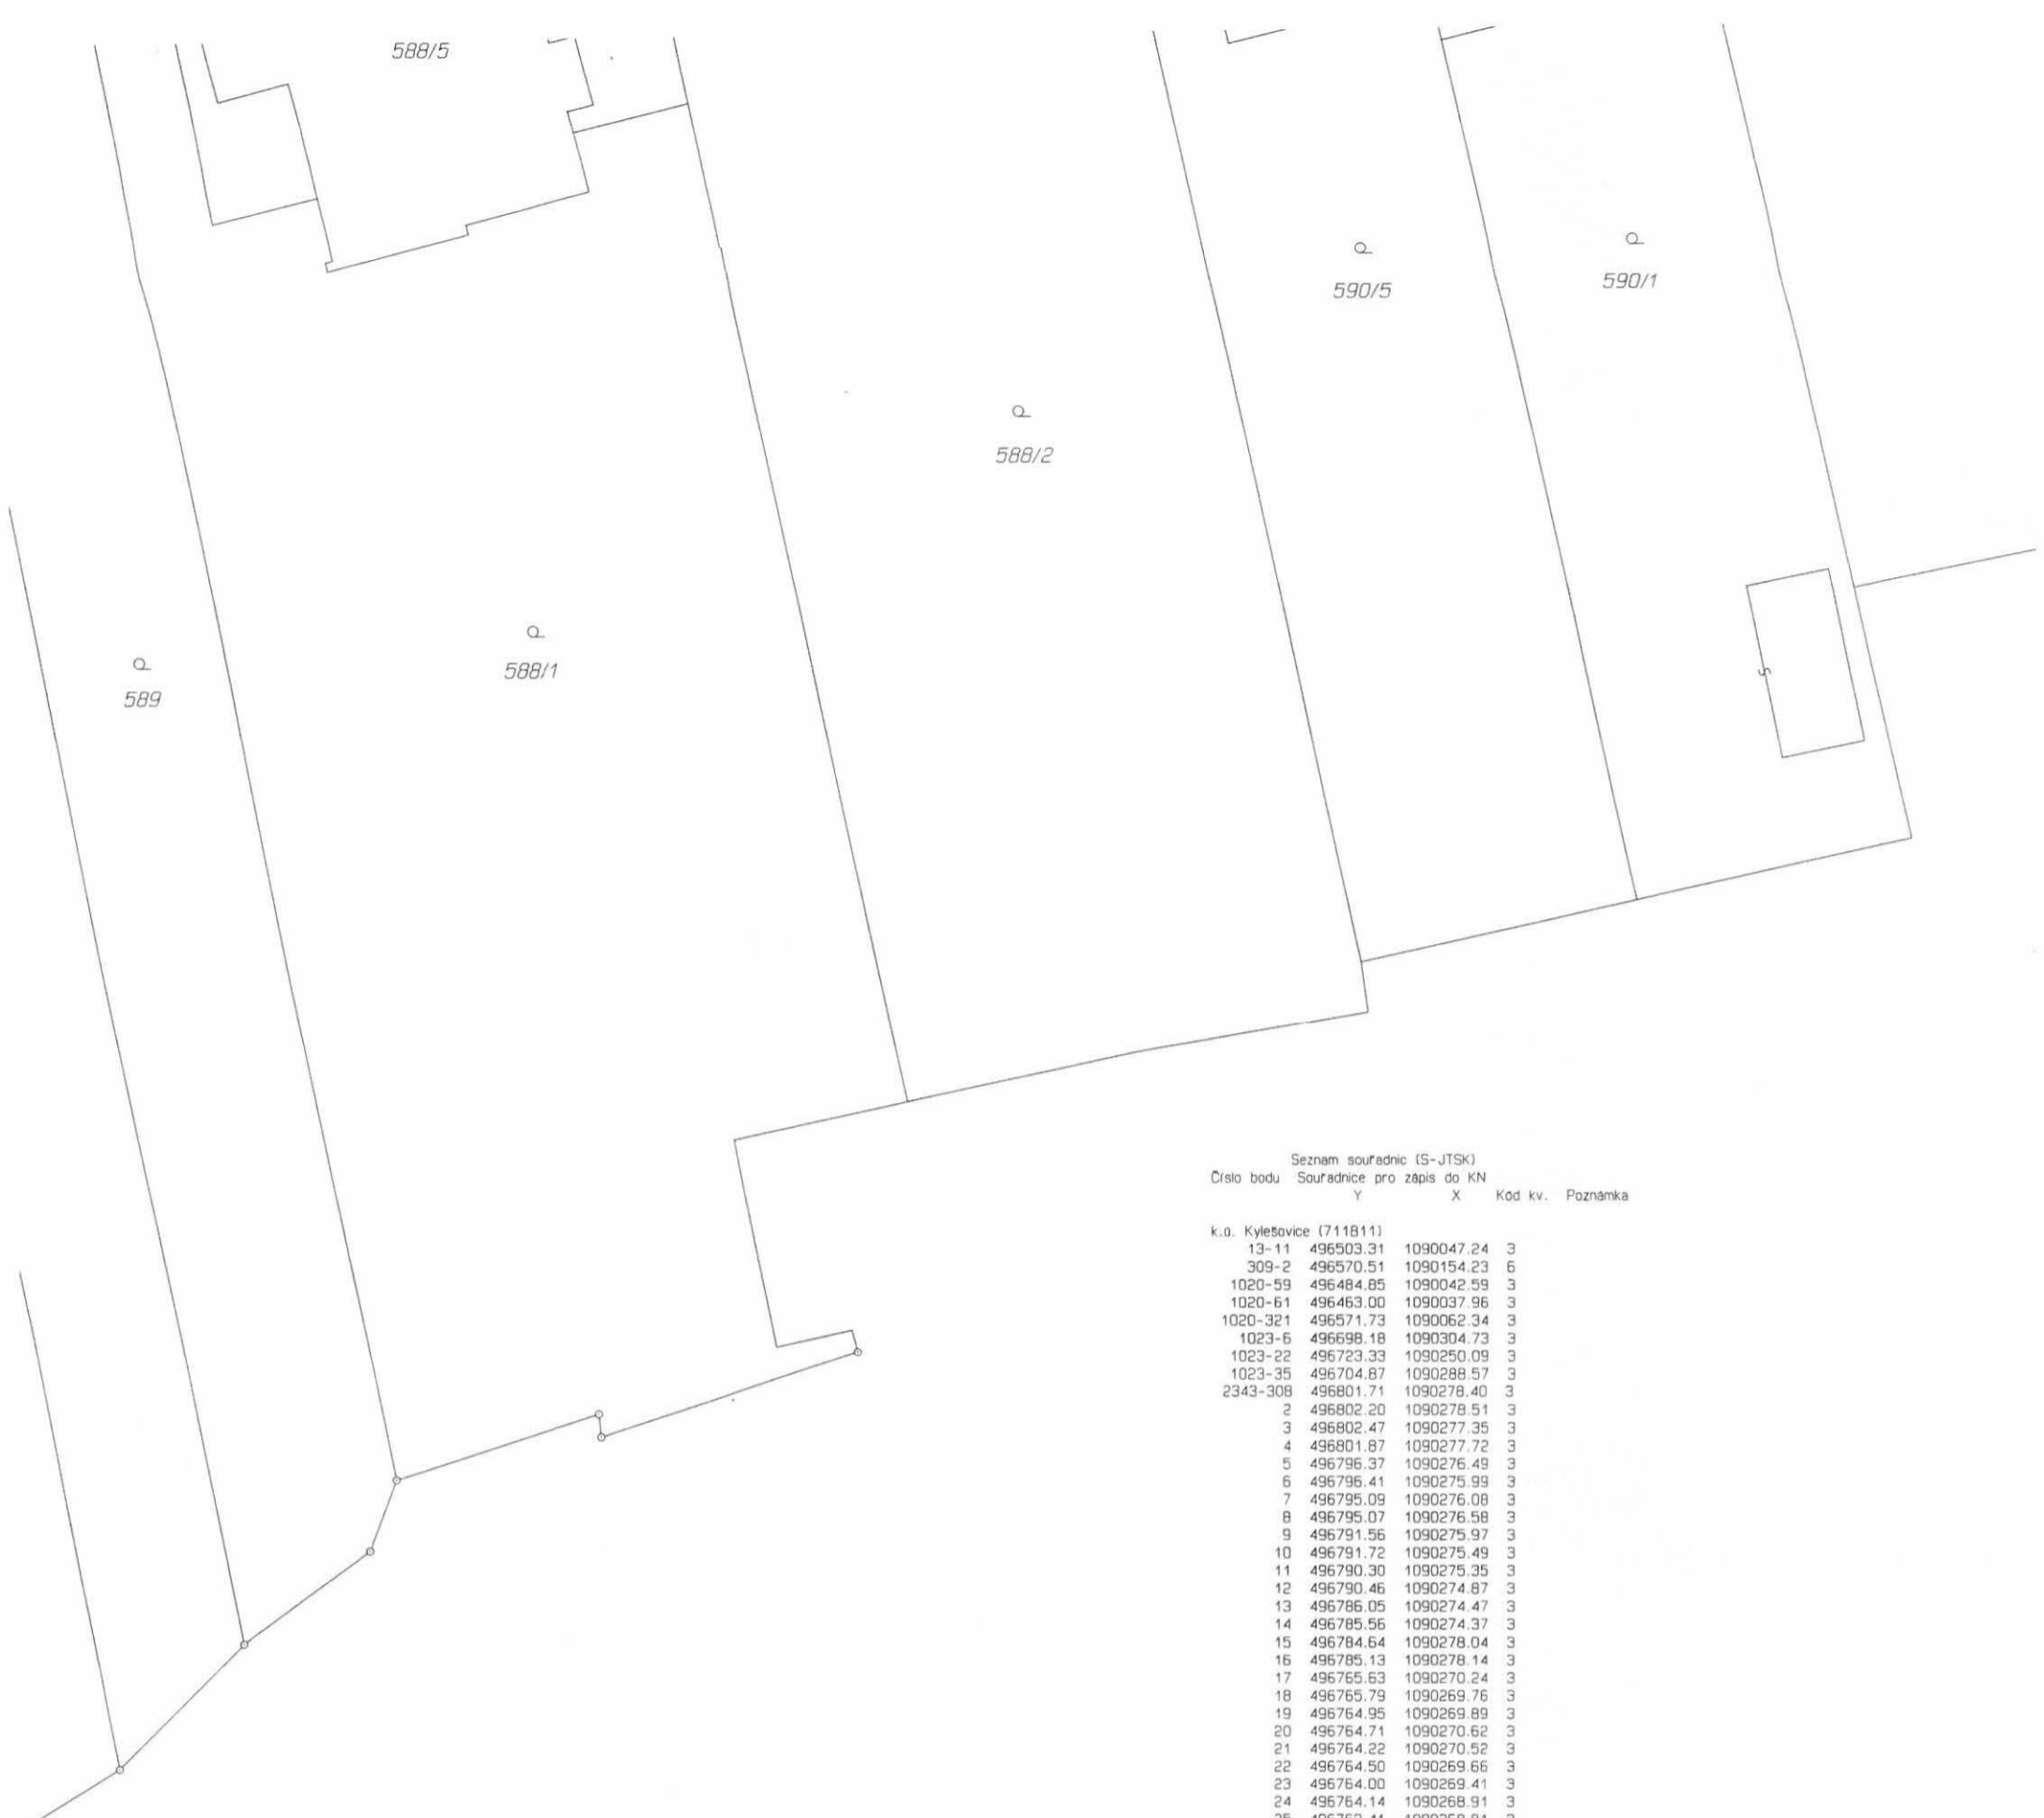 588/5
590/1
590/5
588/2
588/1
589
Seznam souřadnic (S-JTSK)
Číslo bodu Souřadnice pro zápis do KN
Y X Kód kv. Poznámka
k.ú. Kylešovice (711811)
13-11 496503.31 1090047.24 3
309-2 496570.51 1090154.23 6
1020-59 496484.85 1090042.59 3
1020-61 496463.00 1090037.96 3
1020-321 496571.73 1090062.34 3
1023-6 496698.18 1090304.73 3
1023-22 496723.33 1090250.09 3
1023-35 496704.87 1090288.57 3
2343-308 496801.71 1090278.40 3
2 496802.20 1090278.51 3
3 496802.47 1090277.35 3
4 496801.87 1090277.72 3
5 496796.37 1090276.49 3
6 496796.41 1090275.99 3
7 496795.09 1090276.08 3
8 496795.07 1090276.58 3
9 496791.56 1090275.97 3
10 496791.72 1090275.49 3
11 496790.30 1090275.35 3
12 496790.46 1090274.87 3
13 496786.05 1090274.47 3
14 496785.56 1090274.37 3
15 496784.64 1090278.04 3
16 496785.13 1090278.14 3
17 496765.63 1090270.24 3
18 496765.79 1090269.76 3
19 496764.95 1090269.89 3
20 496764.71 1090270.62 3
21 496764.22 1090270.52 3
22 496764.50 1090269.66 3
23 496764.00 1090269.41 3
24 496764.14 1090268.91 3